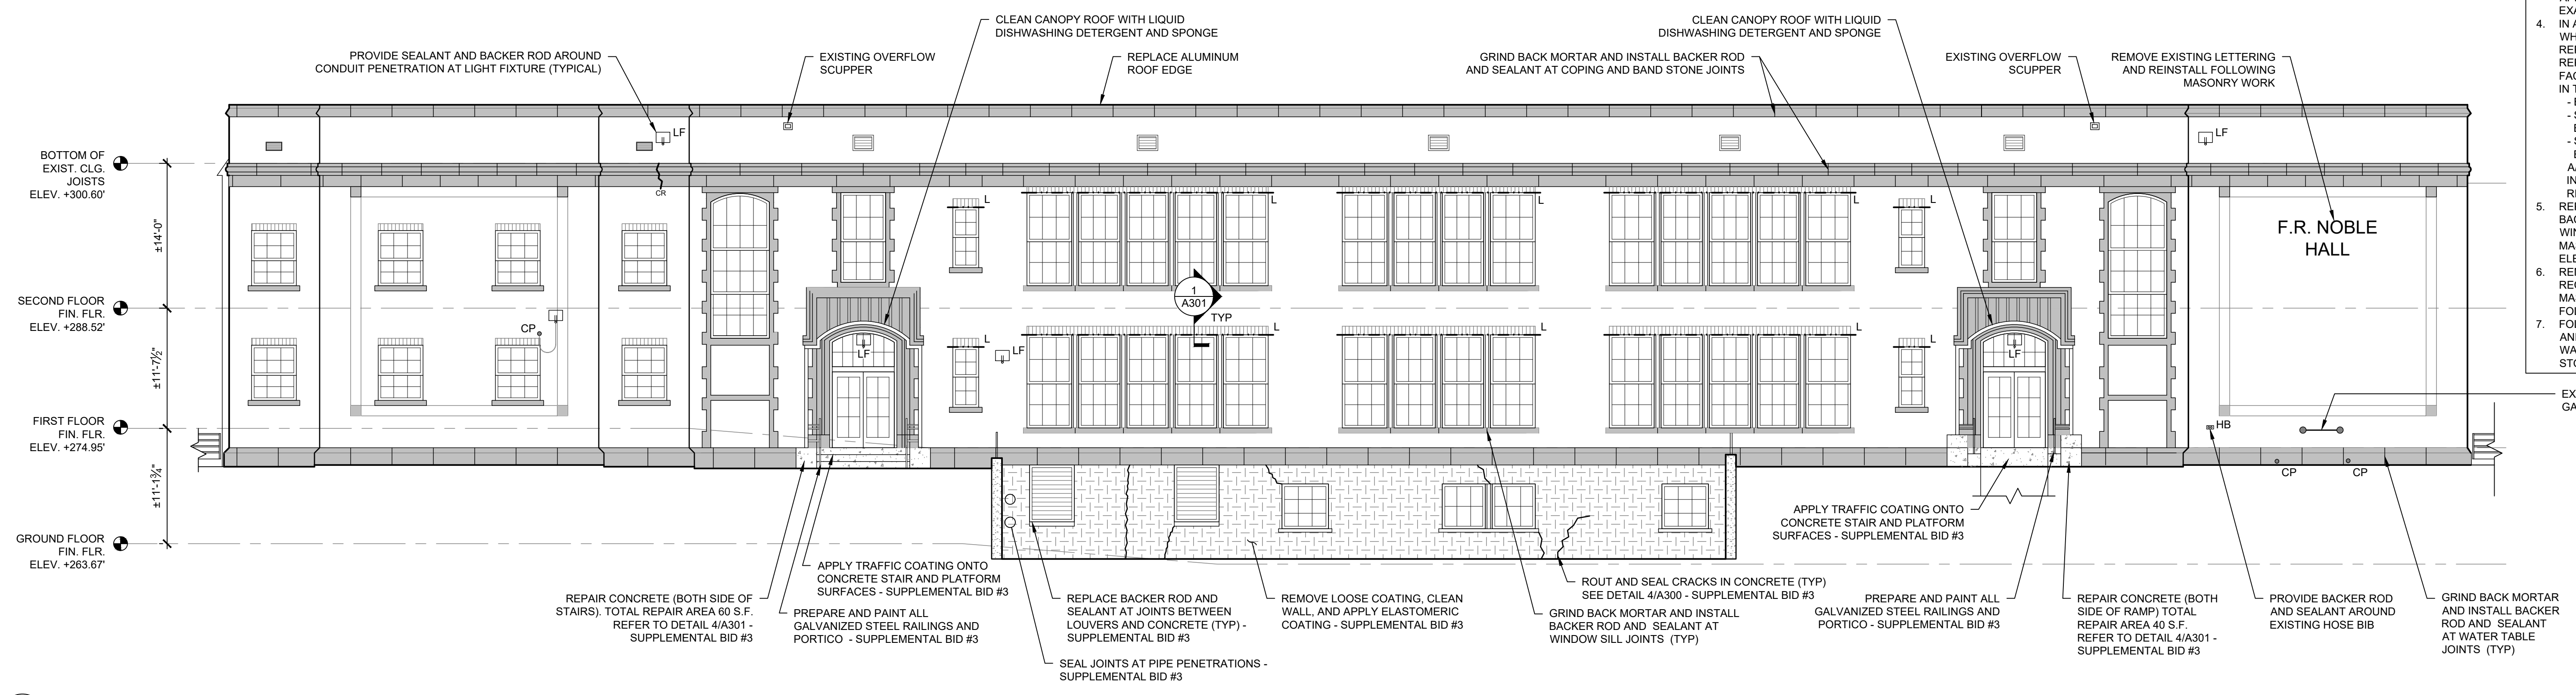 CLEAN CANOPY ROOF WITH LIQUID
DISHWASHING DETERGENT AND SPONGE
CLEAN CANOPY ROOF WITH LIQUID
DISHWASHING DETERGENT AND SPONGE
PROVIDE SEALANT AND BACKER ROD AROUND
CONDUIT PENETRATION AT LIGHT FIXTURE (TYPICAL)
EXISTING OVERFLOW
SCUPPER
REPLACE ALUMINUM
ROOF EDGE
GRIND BACK MORTAR AND INSTALL BACKER ROD
AND SEALANT AT COPING AND BAND STONE JOINTS
EXISTING OVERFLOW
SCUPPER
REMOVE EXISTING LETTERING
AND REINSTALL FOLLOWING
MASONRY WORK
4.
IN
5.
6.
7.
AND
LF
LF
BOTTOM OF
EXIST. CLG.
JOISTS
ELEV. +300.60'
CR
±14'-0"
L
L
L
L
L
F.R. NOBLE
HALL
SECOND FLOOR
FIN. FLR.
ELEV. +288.52'
1
A301
TYP
CP
LF
L
LF
L
L
L
L
LF
±11'-7½"
FIRST FLOOR
FIN. FLR.
ELEV. +274.95'
HB
CP
CP
±11'-1¾"
GROUND FLOOR
FIN. FLR.
ELEV. +263.67'
APPLY TRAFFIC COATING ONTO
CONCRETE STAIR AND PLATFORM
SURFACES - SUPPLEMENTAL BID #3
APPLY TRAFFIC COATING ONTO
CONCRETE STAIR AND PLATFORM
SURFACES - SUPPLEMENTAL BID #3
REPAIR CONCRETE (BOTH SIDE OF
STAIRS). TOTAL REPAIR AREA 60 S.F.
REFER TO DETAIL 4/A301 -
SUPPLEMENTAL BID #3
PREPARE AND PAINT ALL
GALVANIZED STEEL RAILINGS AND
PORTICO - SUPPLEMENTAL BID #3
REPLACE BACKER ROD AND
SEALANT AT JOINTS BETWEEN
LOUVERS AND CONCRETE (TYP) -
SUPPLEMENTAL BID #3
SEAL JOINTS AT PIPE PENETRATIONS -
SUPPLEMENTAL BID #3
REMOVE LOOSE COATING, CLEAN
WALL, AND APPLY ELASTOMERIC
COATING - SUPPLEMENTAL BID #3
ROUT AND SEAL CRACKS IN CONCRETE (TYP)
SEE DETAIL 4/A300 - SUPPLEMENTAL BID #3
GRIND BACK MORTAR AND INSTALL
BACKER ROD AND SEALANT AT
WINDOW SILL JOINTS (TYP)
PREPARE AND PAINT ALL
GALVANIZED STEEL RAILINGS AND
PORTICO - SUPPLEMENTAL BID #3
REPAIR CONCRETE (BOTH
SIDE OF RAMP) TOTAL
REPAIR AREA 40 S.F.
REFER TO DETAIL 4/A301 -
SUPPLEMENTAL BID #3
PROVIDE BACKER ROD
AND SEALANT AROUND
EXISTING HOSE BIB
GRIND BACK MORTAR
AND INSTALL BACKER
ROD AND SEALANT
AT WATER TABLE
JOINTS (TYP)